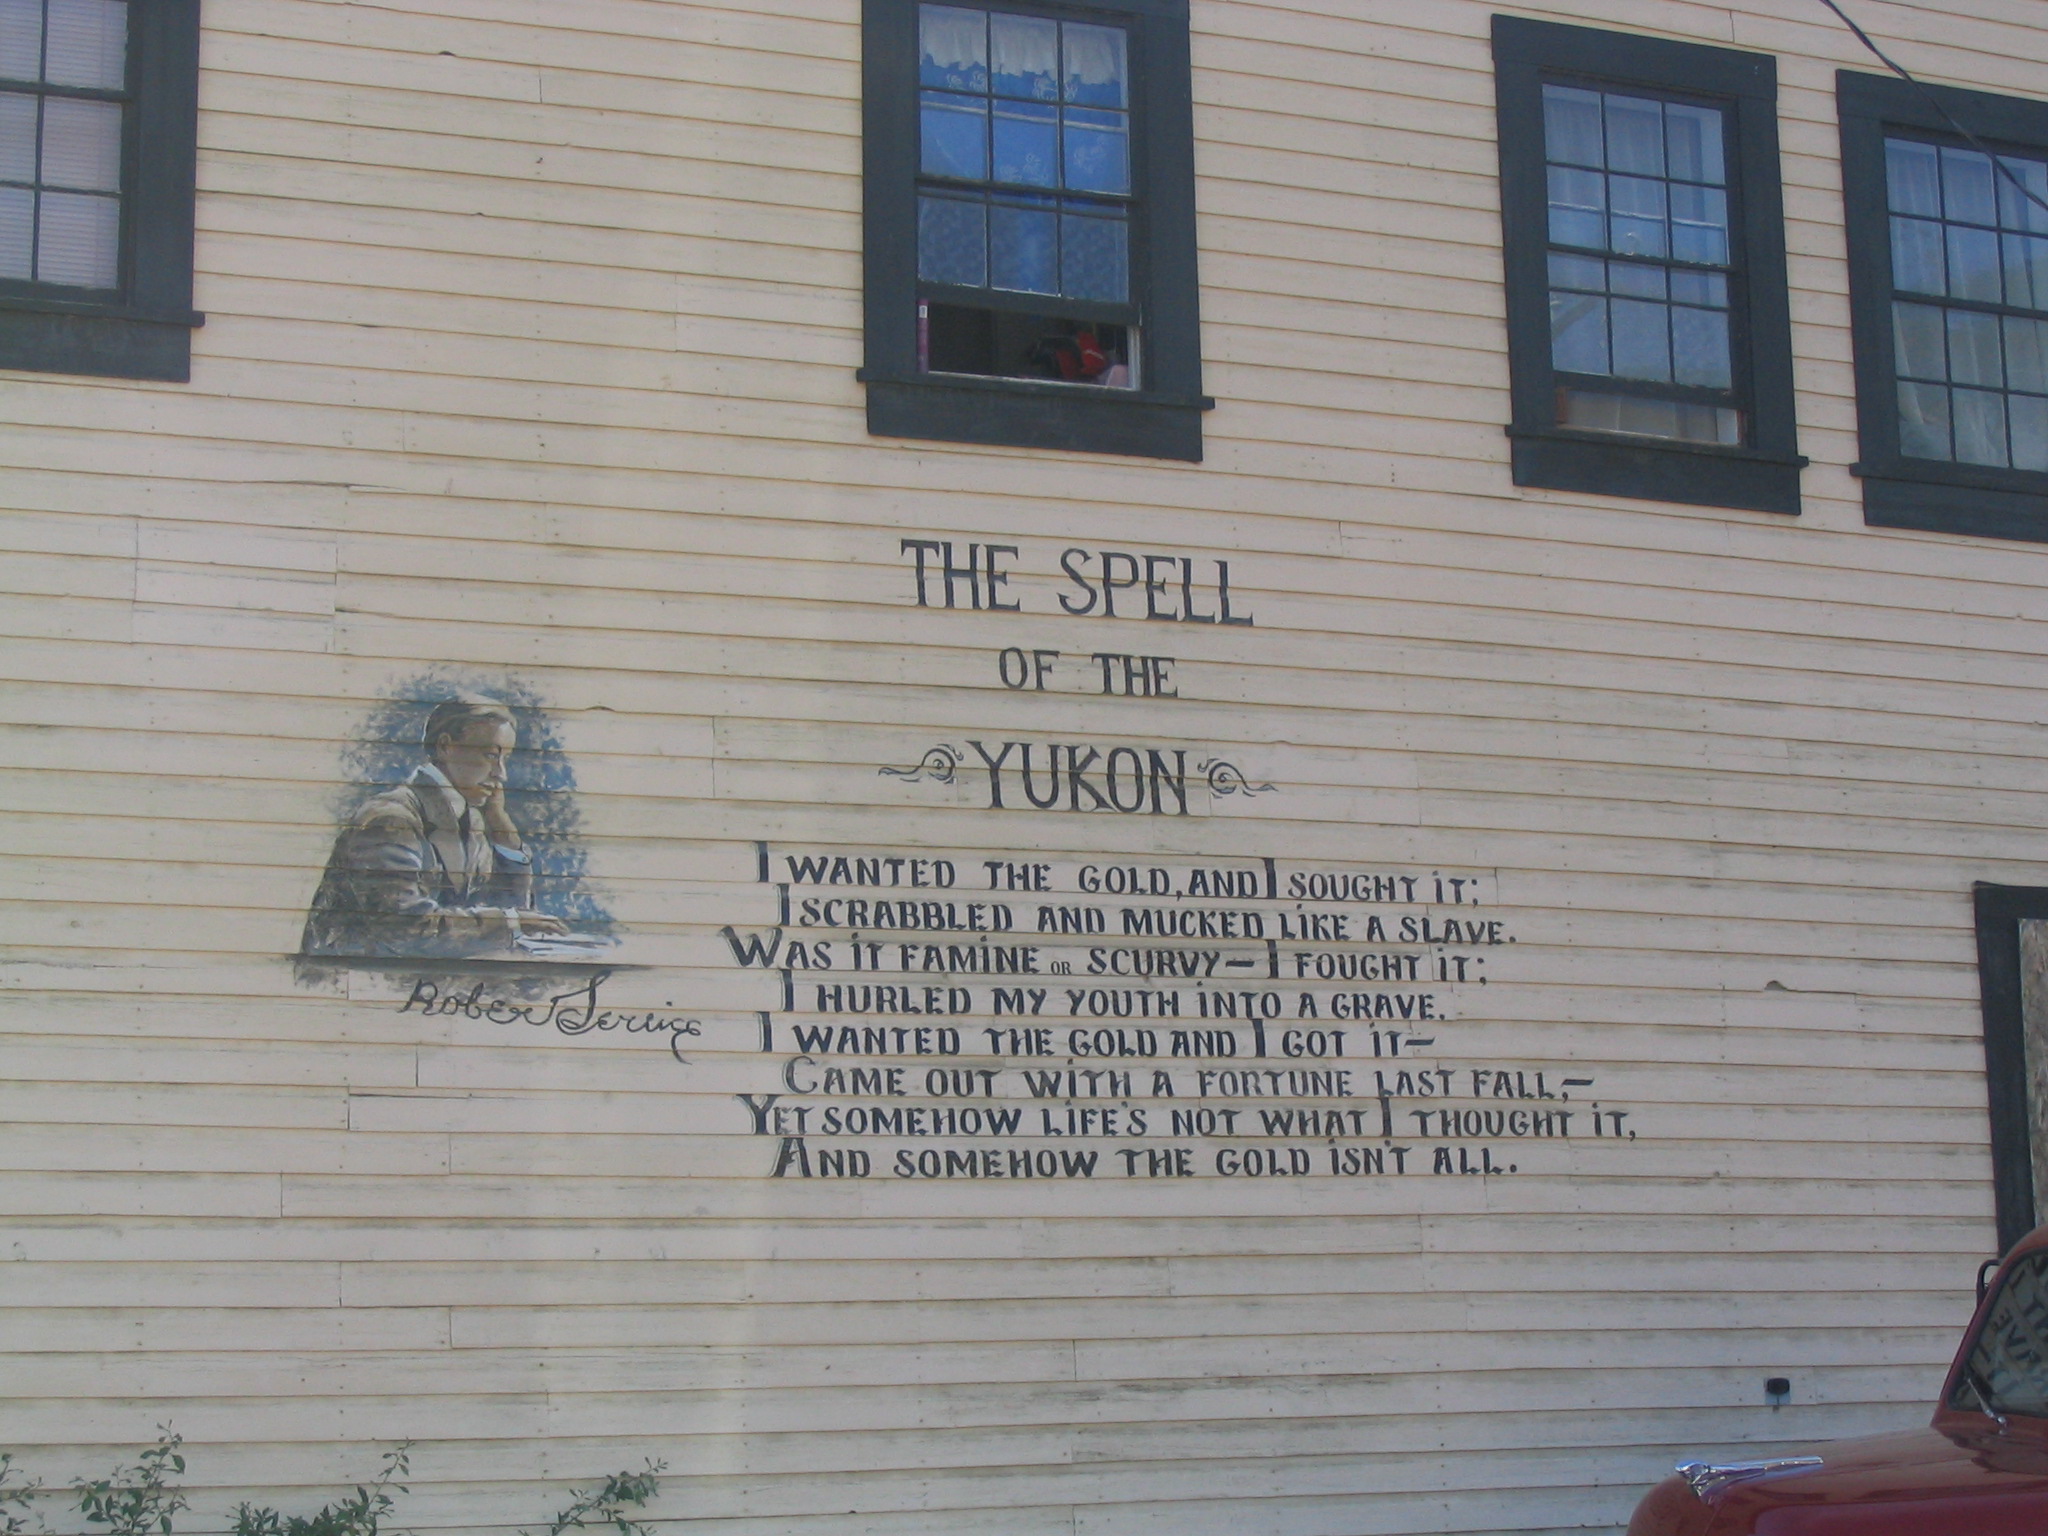 THE SPELL
OF THE
YUKON
I WANTED THE GOLD, AND I SOUGHT IT;
I SCRABBLED AND MUCKED LIKE A SLAVE.
WAS IT FAMINE OR SCURVY— I FOUGHT IT;
I HURLED MY YOUTH INTO A GRAVE.
I WANTED THE GOLD AND I GOT IT—
CAME OUT WITH A FORTUNE LAST FALL,—
YET SOMEHOW LIFE'S NOT WHAT I THOUGHT IT,
AND SOMEHOW THE GOLD ISN'T ALL.
Robert Service